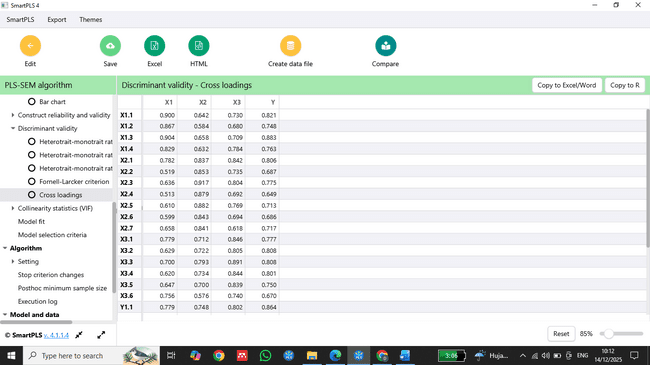 SmartPLS 4
SmartPLS Export Themes
Edit Save Excel HTML Create data file Compare
PLS-SEM algorithm
Bar chart
Construct reliability and validity
Discriminant validity
Heterotrait-monotrait rat
Heterotrait-monotrait rat
Heterotrait-monotrait rat
Fornell-Larcker criterion
Cross loadings
Collinearity statistics (VIF)
Model fit
Model selection criteria
Algorithm
Setting
Stop criterion changes
Posthoc minimum sample size
Execution log
Model and data
© SmartPLS v. 4.1.1.4
Discriminant validity - Cross loadings Copy to Excel/Word Copy to R
X1 X2 X3 Y
X1.1 0.900 0.642 0.730 0.821
X1.2 0.867 0.584 0.680 0.748
X1.3 0.904 0.658 0.709 0.883
X1.4 0.829 0.632 0.784 0.763
X2.1 0.782 0.837 0.842 0.806
X2.2 0.519 0.853 0.735 0.687
X2.3 0.636 0.917 0.804 0.775
X2.4 0.513 0.879 0.692 0.649
X2.5 0.610 0.882 0.769 0.713
X2.6 0.599 0.843 0.694 0.686
X2.7 0.658 0.841 0.618 0.717
X3.1 0.779 0.712 0.846 0.777
X3.2 0.629 0.722 0.805 0.808
X3.3 0.700 0.793 0.891 0.808
X3.4 0.620 0.734 0.844 0.801
X3.5 0.647 0.700 0.839 0.750
X3.6 0.756 0.576 0.740 0.670
Y1.1 0.779 0.748 0.802 0.864
Reset 85%
Type here to search 3:06 Huja... ENG 10:12
14/12/2025